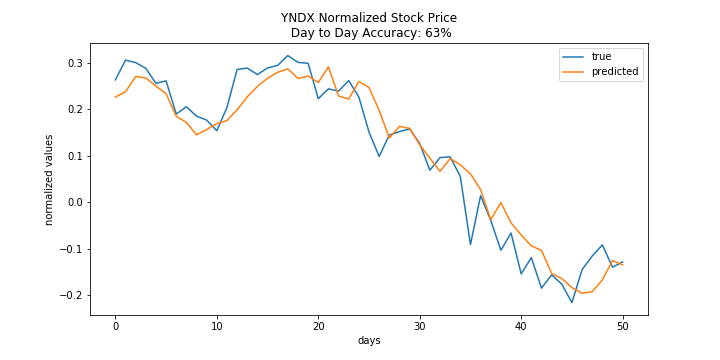 YNDX Normalized Stock Price
Day to Day Accuracy: 63%
true
predicted
normalized values
0.3
0.2
0.1
0.0
−0.1
−0.2
0
10
20
30
40
50
days